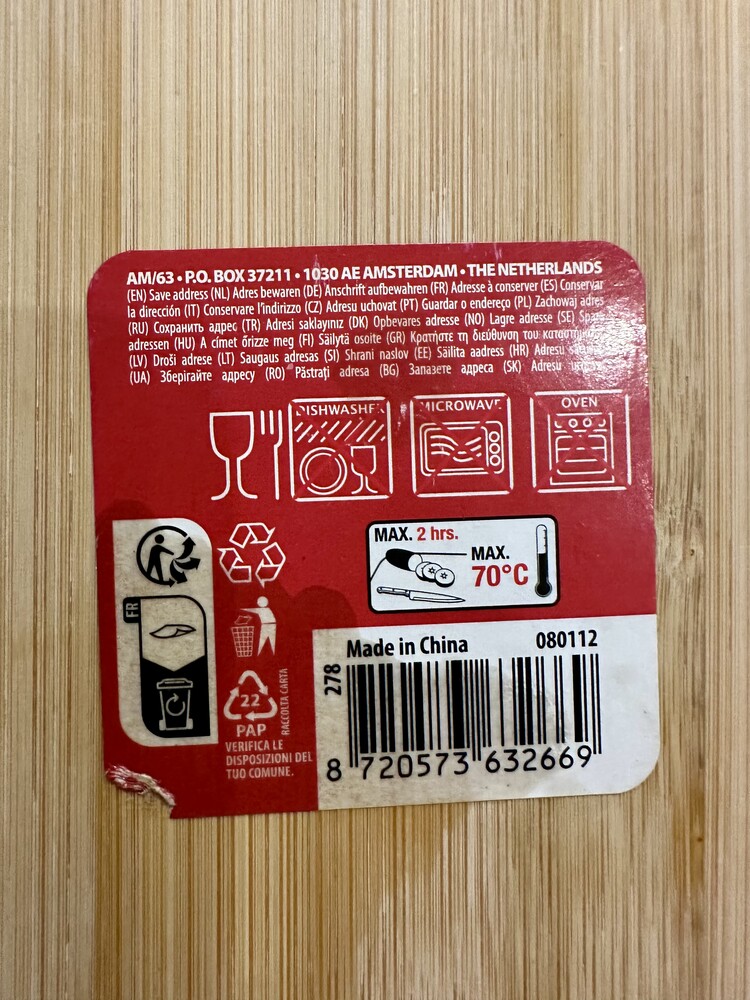 AM/63 • P.O. BOX 37211 • 1030 AE AMSTERDAM • THE NETHERLANDS
(EN) Save address (NL) Adres bewaren (DE) Anschrift aufbewahren (FR) Adresse à conserver (ES) Conservar
la dirección (IT) Conservare l'indirizzo (CZ) Adresu uchovat (PT) Guardar o endereço (PL) Zachowaj adres
(RU) Сохранить адрес (TR) Adresi saklayınız (DK) Opbevares adresse (NO) Lagre adresse (SE)
adressen (HU) A címet őrizze meg (FI) Säilytä osoite (GR) Κρατήστε τη διεύθυνση του
(LV) Droši adrese (LT) Saugaus adresas (SI) Shrani naslov (EE) Säilita aadress (HR) Adresu
(UA) Зберігайте адресу (RO) Păstrați adresa (BG) Запазете адреса (SK) Adresu
DISHWASHER
MICROWAVE
OVEN
MAX. 2 hrs.
MAX.
70°C
FR
22
PAP
RACCOLTA CARTA
VERIFICA LE
DISPOSIZIONI DEL
TUO COMUNE.
Made in China 080112
278
8 720573 632669